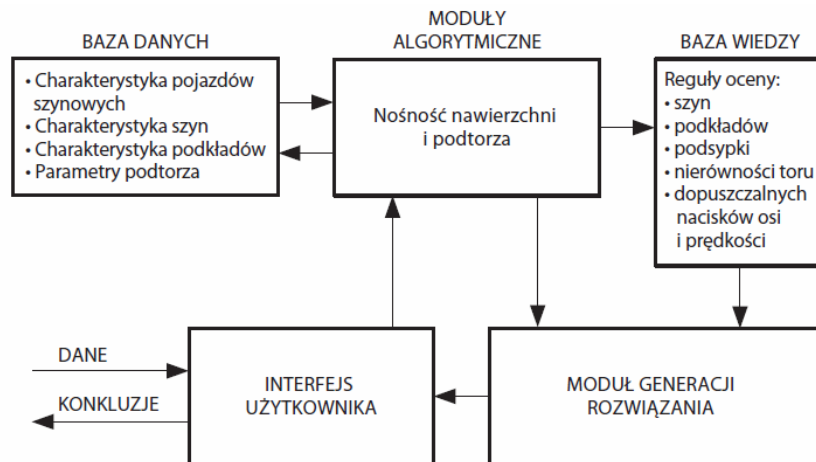 BAZA DANYCH
• Charakterystyka pojazdów
szynowych
• Charakterystyka szyn
• Charakterystyka podkładów
• Parametry podtorza
MODUŁY
ALGORYTMICZNE
Nośność nawierzchni
i podtorza
BAZA WIEDZY
Reguły oceny:
• szyn
• podkładów
• podsypki
• nierówności toru
• dopuszczalnych
nacisków osi
i prędkości
DANE
KONKLUZJE
INTERFEJS
UŻYTKOWNIKA
MODUŁ GENERACJI
ROZWIĄZANIA